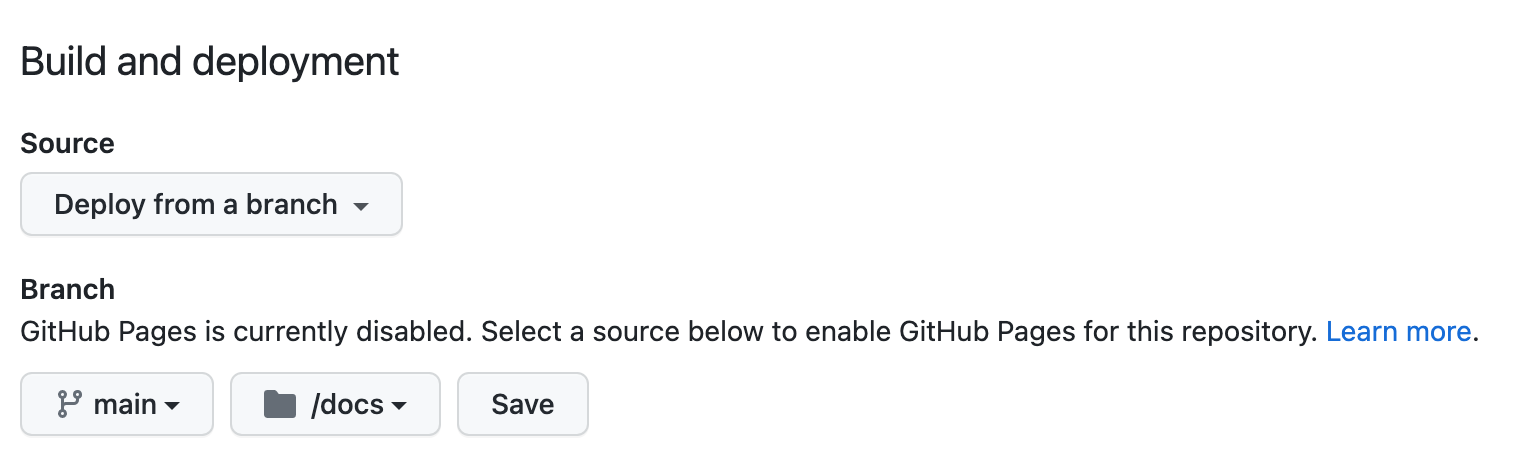 Build and deployment
Source
Deploy from a branch
Branch
GitHub Pages is currently disabled. Select a source below to enable GitHub Pages for this repository. Learn more.
main /docs Save